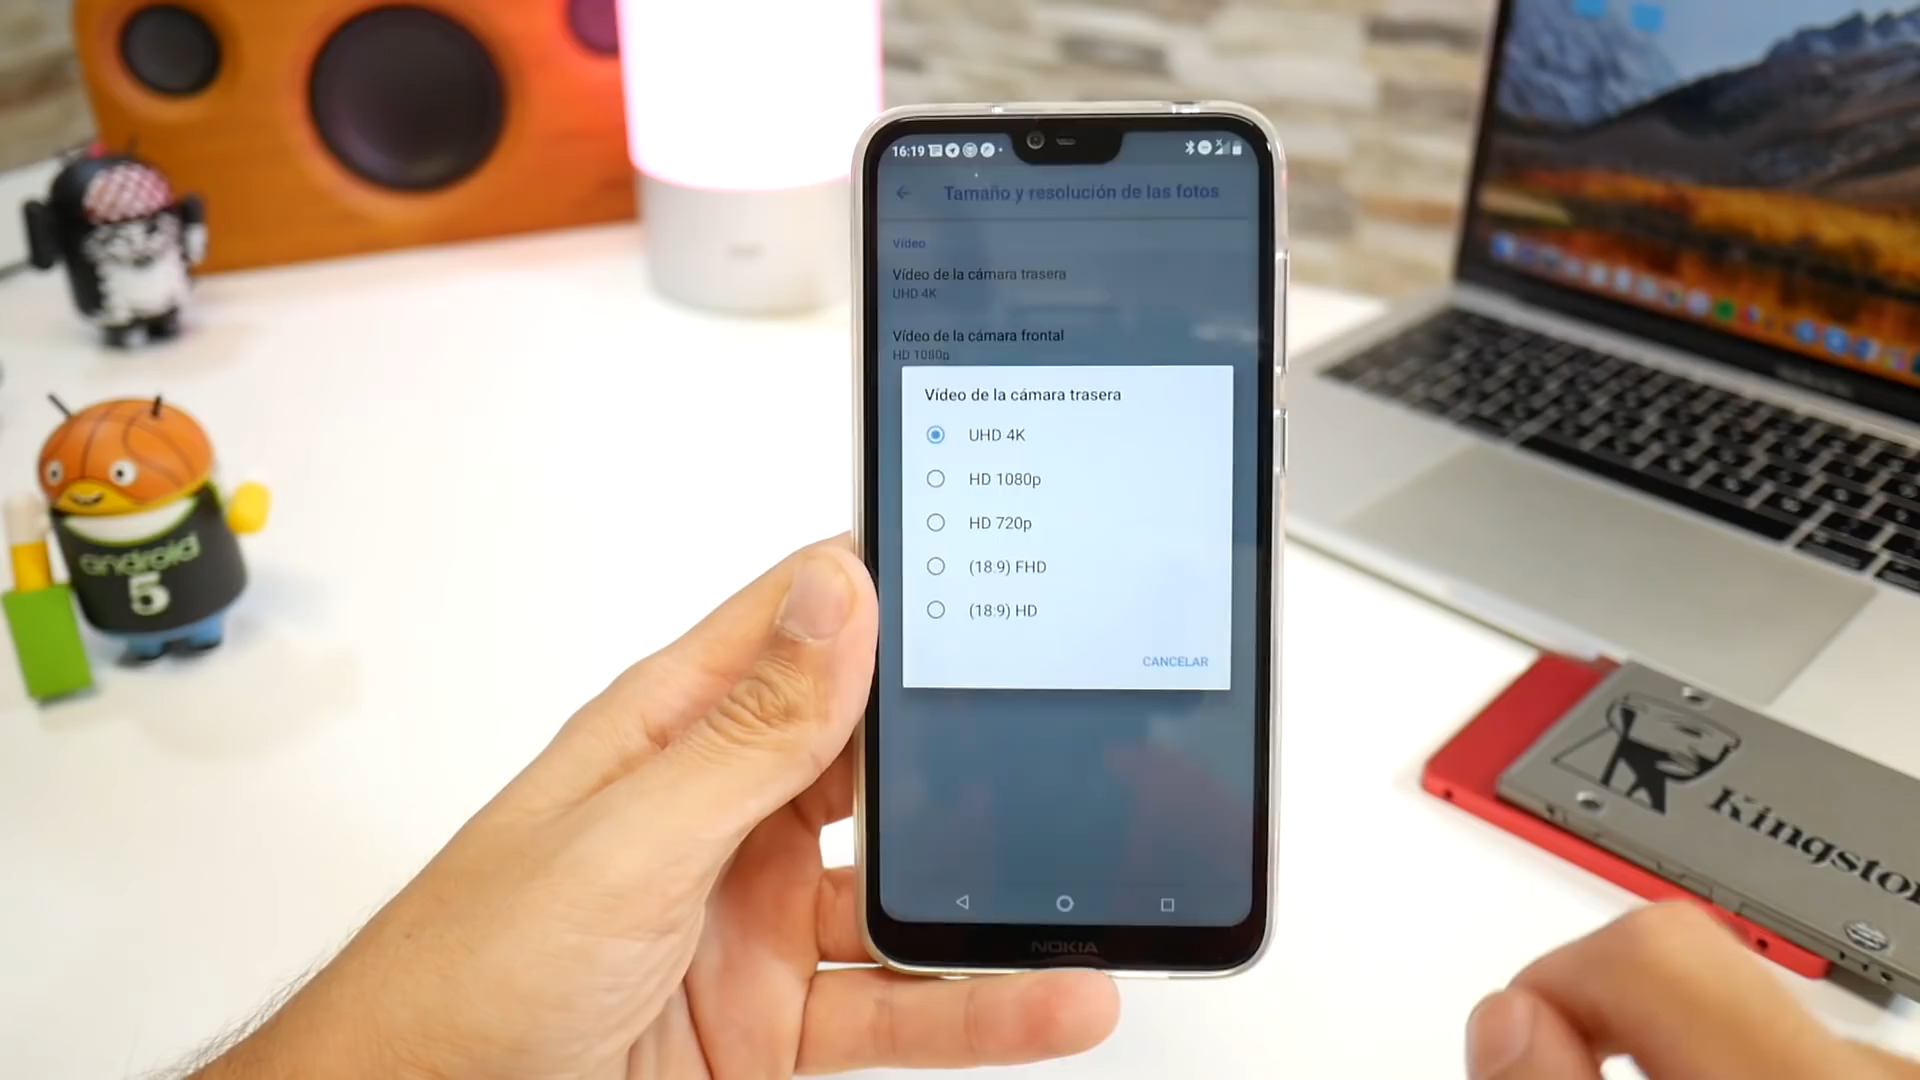 16:19
Tamaño y resolución de las fotos
Vídeo
Vídeo de la cámara trasera
UHD 4K
Vídeo de la cámara frontal
HD 1080p
Vídeo de la cámara trasera
UHD 4K
HD 1080p
HD 720p
(18:9) FHD
(18:9) HD
CANCELAR
NOKIA
android
5
Kingston